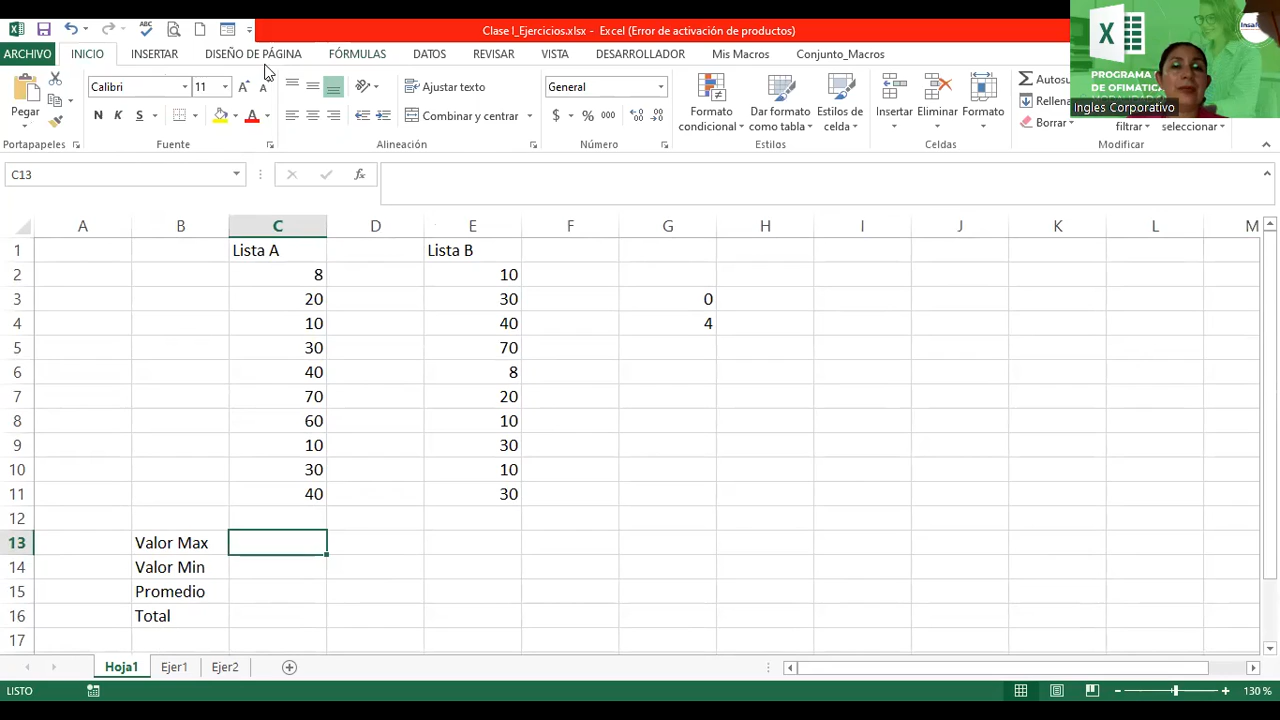 Clase I_Ejercicios.xlsx - Excel (Error de activación de productos)
ARCHIVO INICIO INSERTAR DISEÑO DE PÁGINA FÓRMULAS DATOS REVISAR VISTA DESARROLLADOR Mis Macros Conjunto_Macros
PROGRAMA
DE OFIMÁTICA
Ingles Corporativo
Pegar
Calibri 11
N K S
Ajustar texto
Combinar y centrar
General
$ % 000
Formato condicional
Dar formato como tabla
Estilos de celda
Insertar Eliminar Formato
Rellenar
Borrar
filtrar
seleccionar
Portapapeles Fuente Alineación Número Estilos Celdas Modificar
C13
fx
A B C D E F G H I J K L M
1 Lista A Lista B
2 8 10
3 20 30 0
4 10 40 4
5 30 70
6 40 8
7 70 20
8 60 10
9 10 30
10 30 10
11 40 30
12
13 Valor Max
14 Valor Min
15 Promedio
16 Total
17
Hoja1 Ejer1 Ejer2
LISTO
130 %